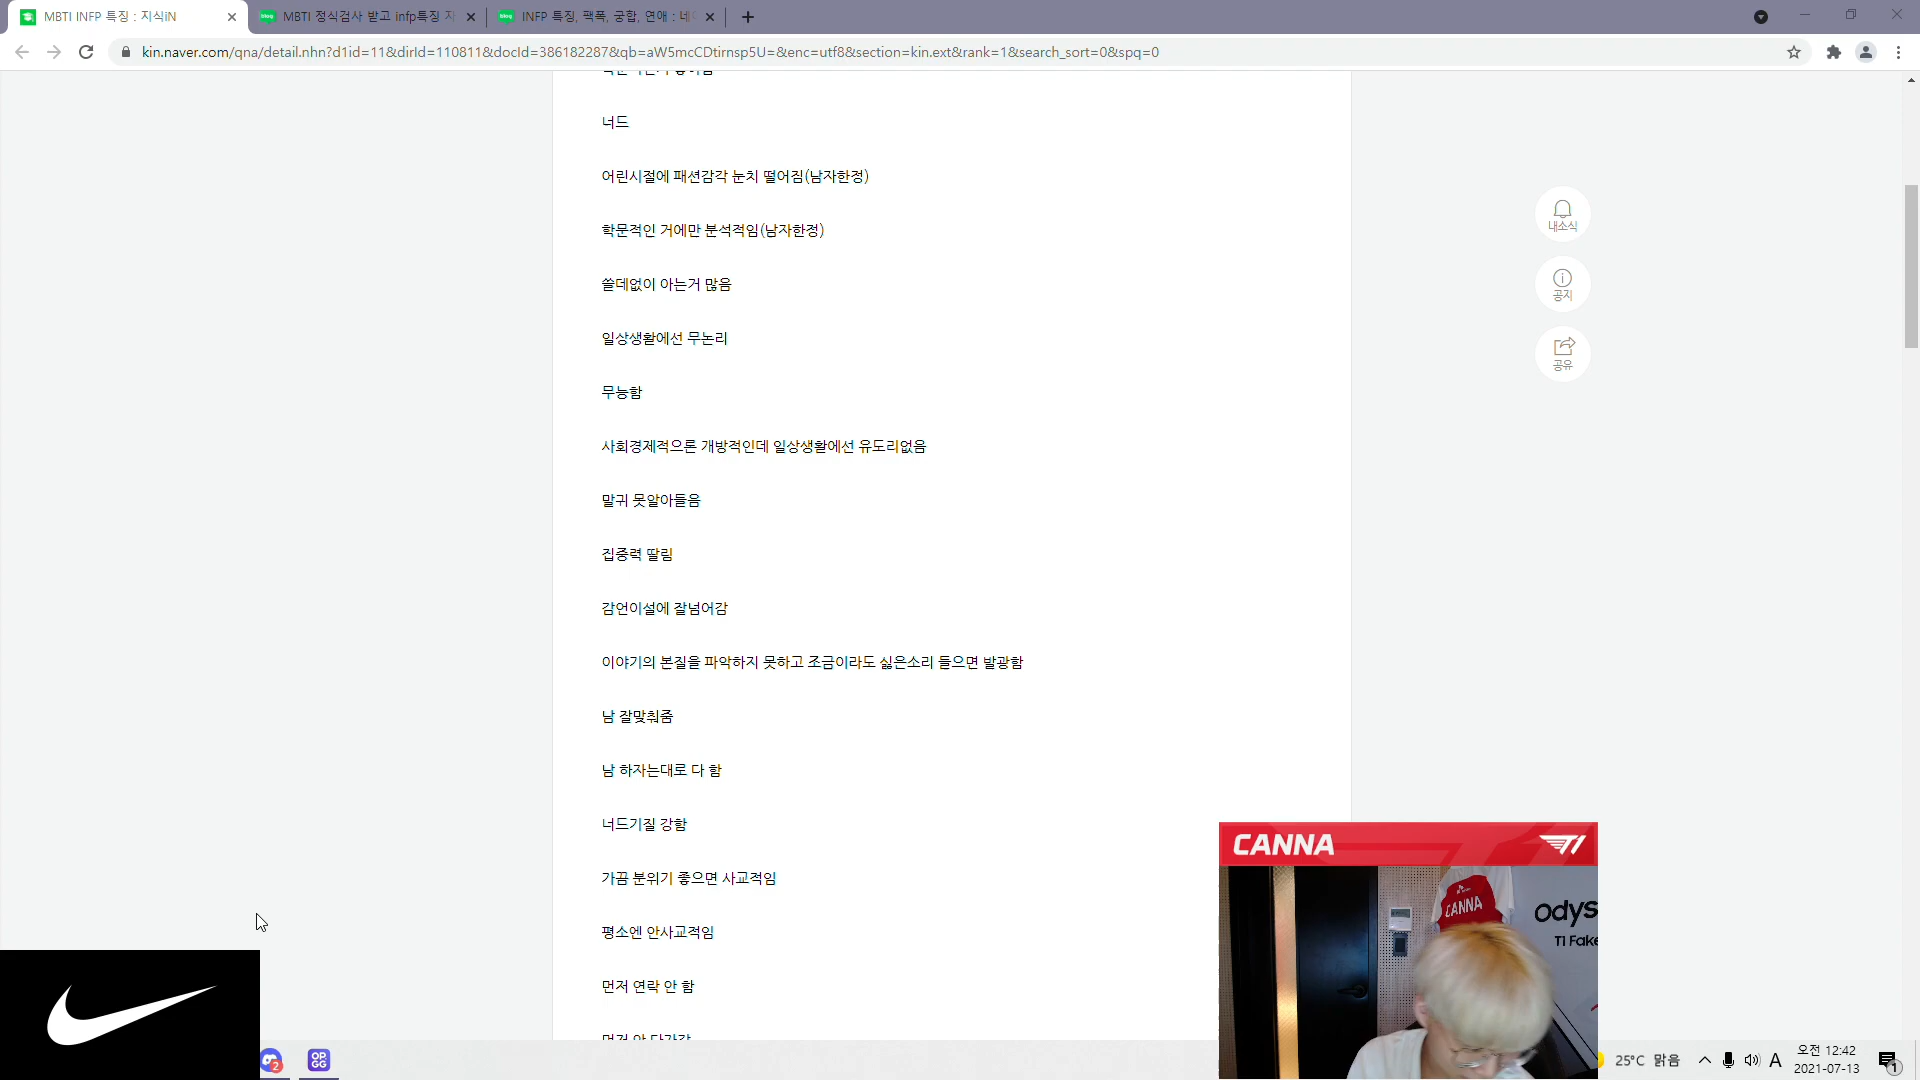 MBTI INFP 특징 : 지식iN
MBTI 정식검사 받고 infp특징 지
INFP 특징, 팩폭, 궁합, 연애 : 네이
kin.naver.com/qna/detail.nhn?d1id=11&dirId=110811&docId=386182287&qb=aW5mcCDtirnsp5U=&enc=utf8&section=kin.ext&rank=1&search_sort=0&spq=0
너드
어린시절에 패션감각 눈치 떨어짐(남자한정)
학문적인 거에만 분석적임(남자한정)
쓸데없이 아는거 많음
일상생활에선 무논리
무능함
사회경제적으론 개방적인데 일상생활에선 유도리없음
말귀 못알아들음
집중력 딸림
감언이설에 잘넘어감
이야기의 본질을 파악하지 못하고 조금이라도 싫은소리 들으면 발광함
남 잘맞춰줌
남 하자는대로 다 함
너드기질 강함
가끔 분위기 좋으면 사교적임
평소엔 안사교적임
먼저 연락 안 함
먼저 안 다가감
내소식
공지
공유
CANNA
T1
CANNA
odys
T1 Fake
2
OP.GG
25°C 맑음
A
오전 12:42
2021-07-13
1